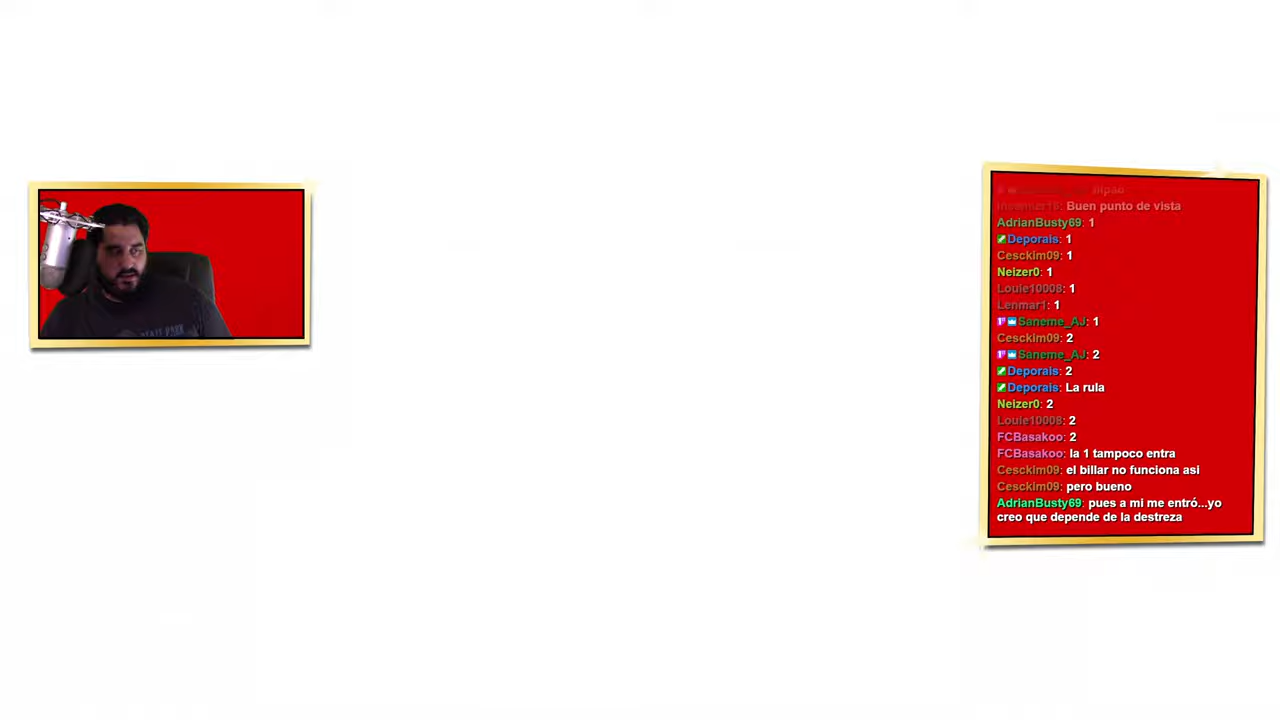 Buen punto de vista
AdrianBusty69: 1
Deporais: 1
Cesckim09: 1
Neizer0: 1
Louie10008: 1
Lenmar1: 1
Saneme_AJ: 1
Cesckim09: 2
Saneme_AJ: 2
Deporais: 2
Deporais: La rula
Neizer0: 2
Louie10008: 2
FCBasakoo: 2
FCBasakoo: la 1 tampoco entra
Cesckim09: el billar no funciona asi
Cesckim09: pero bueno
AdrianBusty69: pues a mi me entró...yo
creo que depende de la destreza